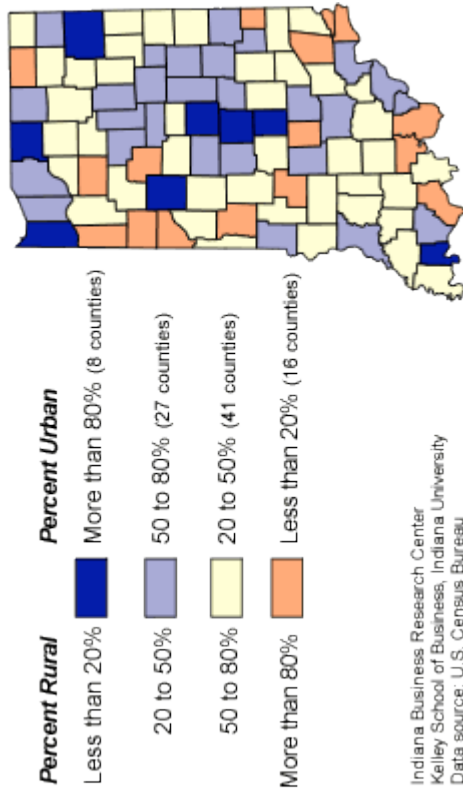 Percent Rural Percent Urban
Less than 20% More than 80% (8 counties)
20 to 50% 50 to 80% (27 counties)
50 to 80% 20 to 50% (41 counties)
More than 80% Less than 20% (16 counties)
Indiana Business Research Center
Kelley School of Business, Indiana University
Data source: U.S. Census Bureau